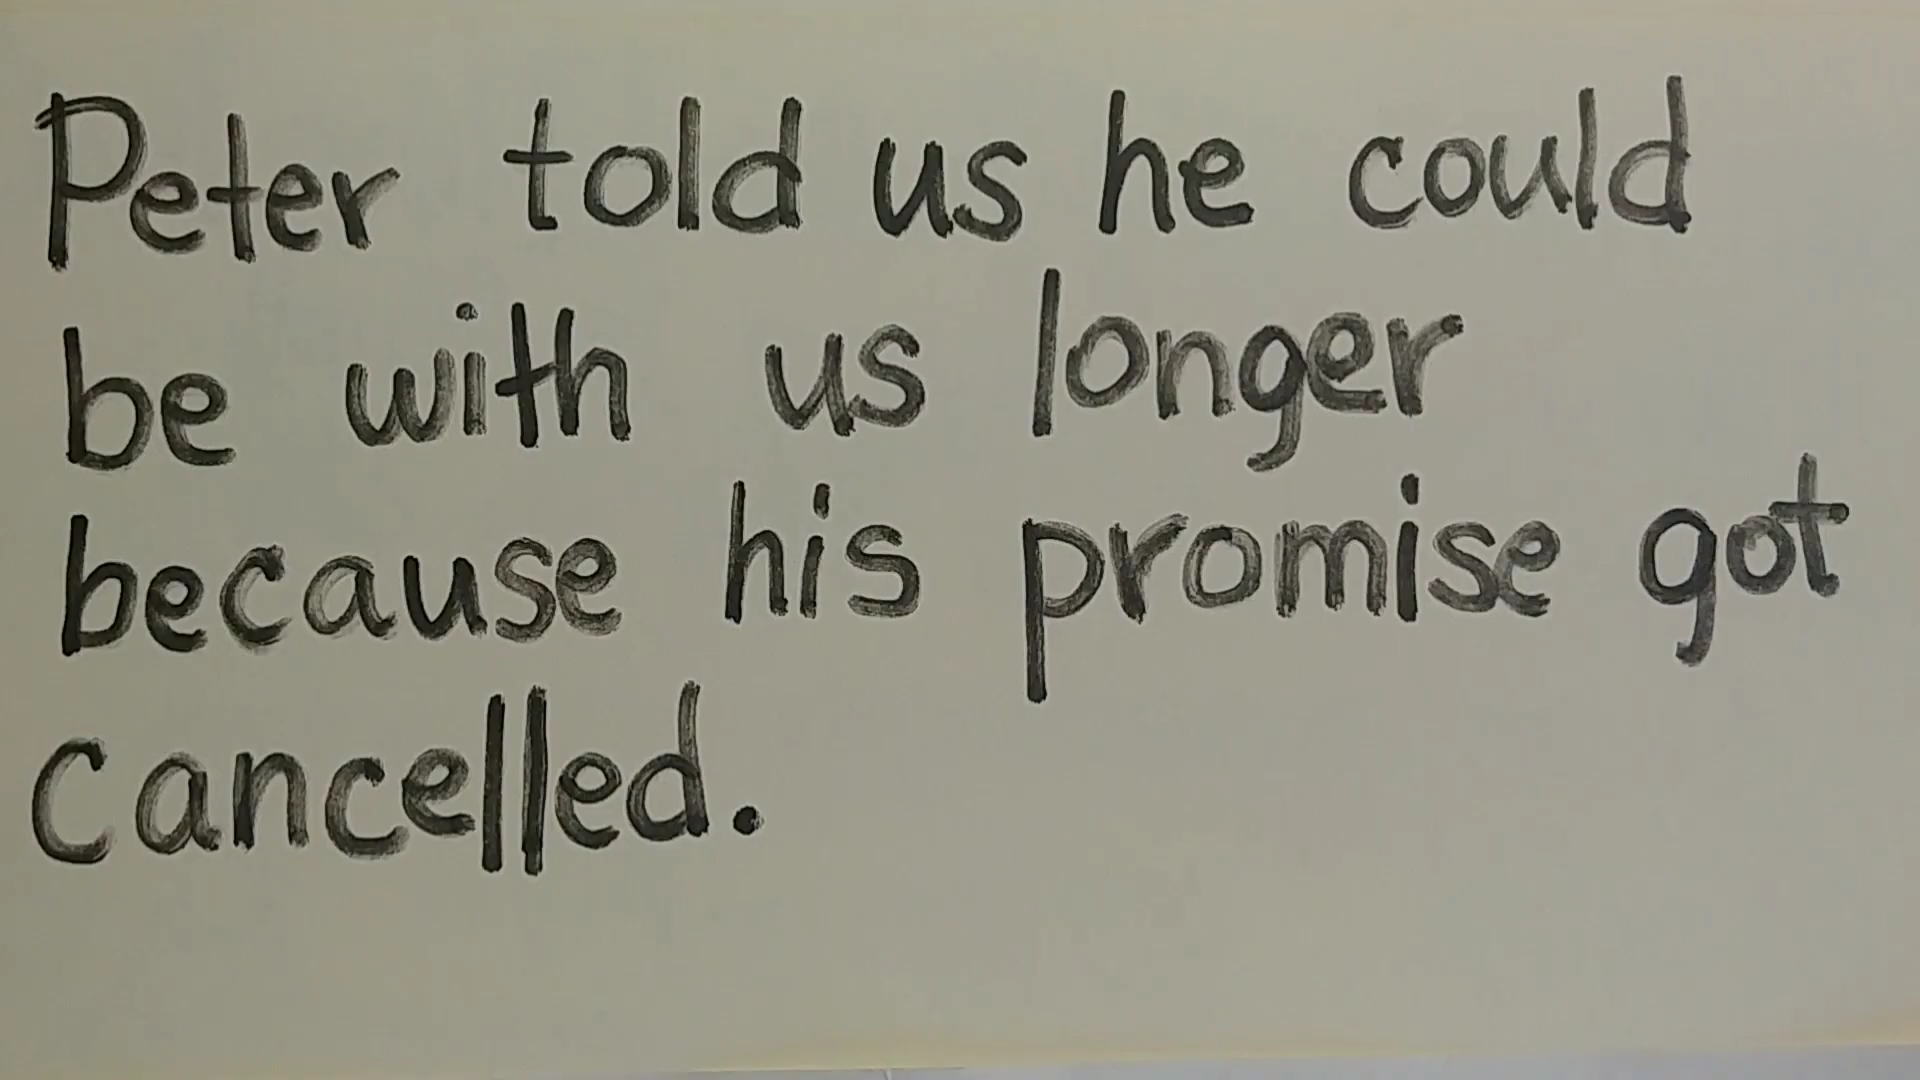 Peter told us he could
be with us longer
because his promise got
cancelled.